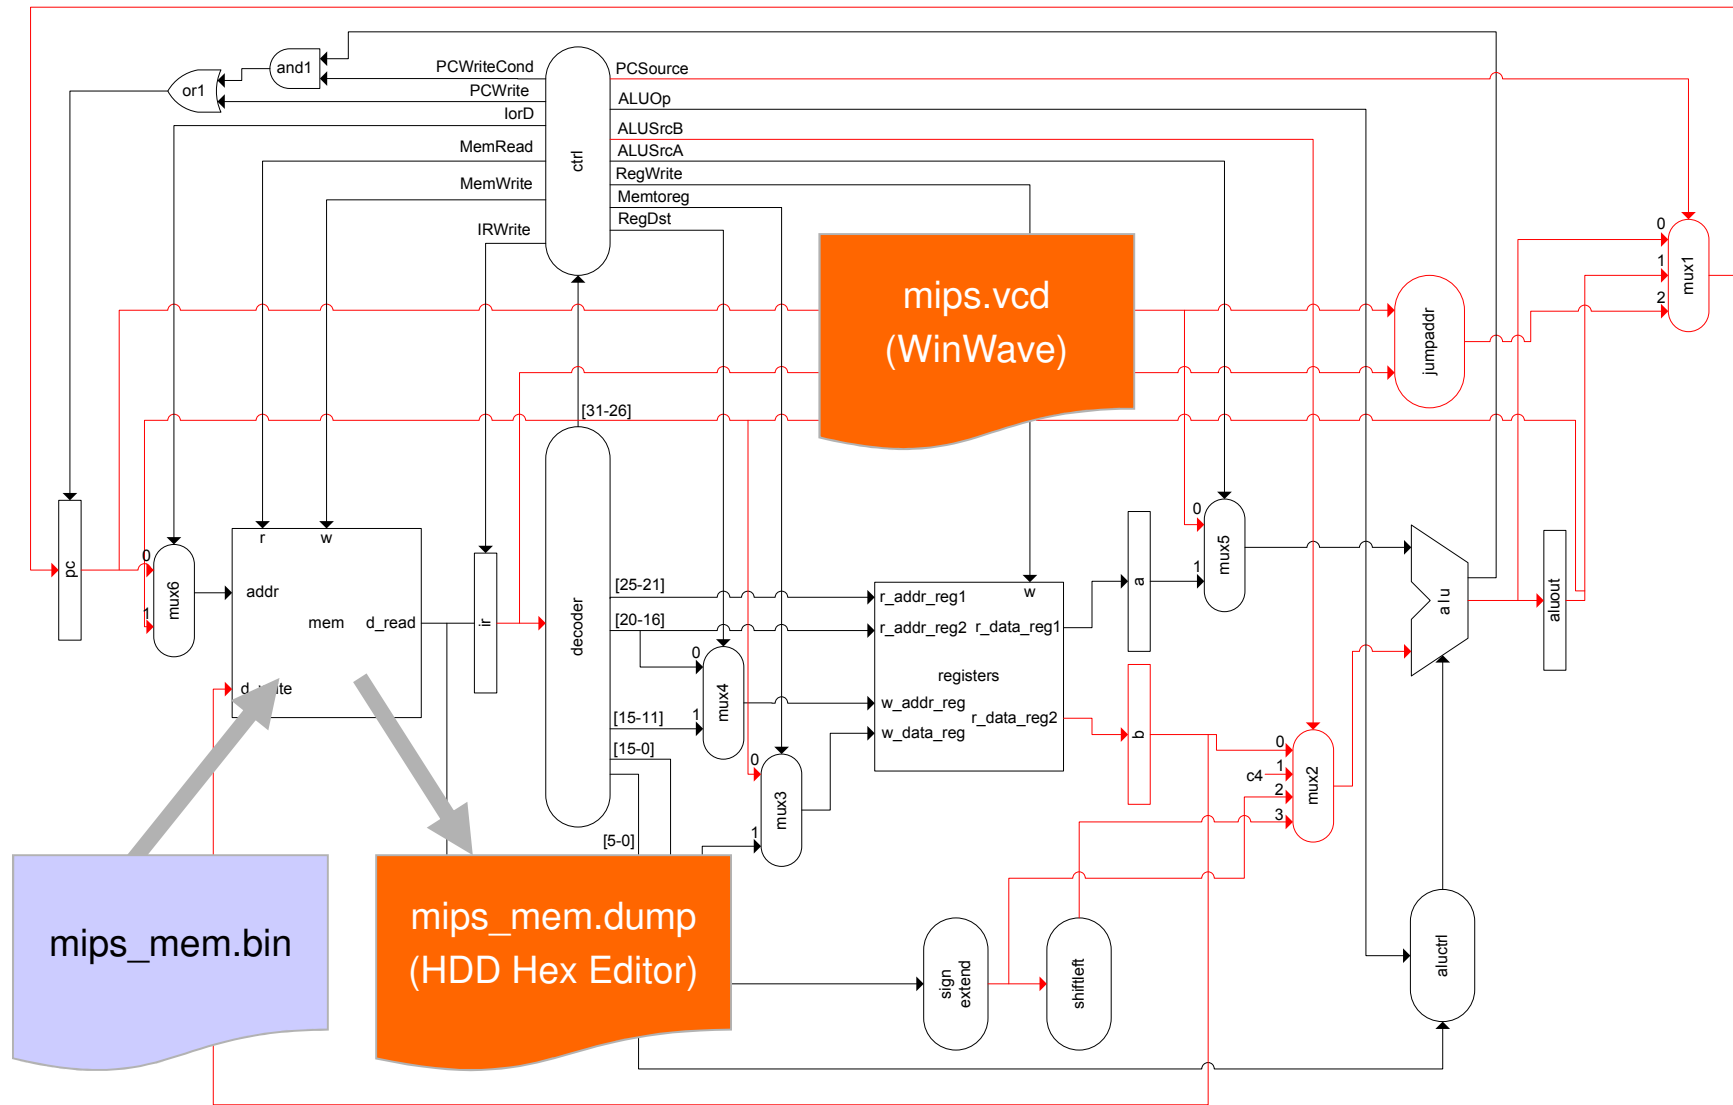 and1
or1
PCWriteCond
PCWrite
IorD
MemRead
MemWrite
IRWrite
ctrl
PCSource
ALUOp
ALUSrcB
ALUSrcA
RegWrite
Memtoreg
RegDst
mips.vcd
(WinWave)
jumpaddr
0
1
2
mux1
[31-26]
pc
0
1
mux6
r
w
addr
mem
d_read
ir
decoder
[25-21]
[20-16]
[15-11]
[15-0]
[5-0]
0
1
mux4
0
1
mux3
w
r_addr_reg1
r_addr_reg2
r_data_reg1
registers
w_addr_reg
r_data_reg2
w_data_reg
a
b
0
1
mux5
alu
aluout
0
c4
1
2
3
mux2
mips_mem.bin
mips_mem.dump
(HDD Hex Editor)
sign
extend
shiftleft
aluctrl